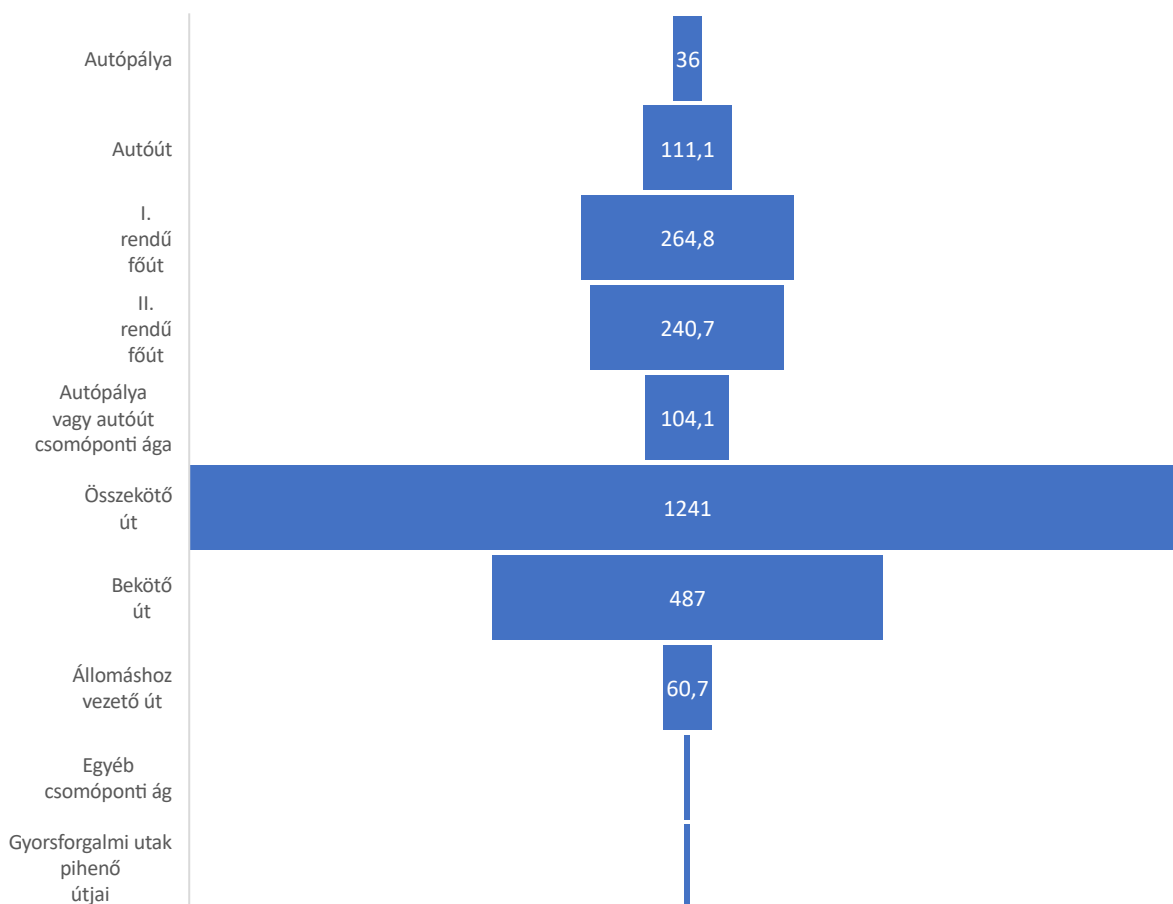 Autópálya
36
Autóút
111,1
I.
rendű
főút
264,8
II.
rendű
főút
240,7
Autópálya
vagy autóút
csomóponti ága
104,1
Összekötő
út
1241
Bekötő
út
487
Állomáshoz
vezető út
60,7
Egyéb
csomóponti ág
Gyorsforgalmi utak
pihenő
útjai